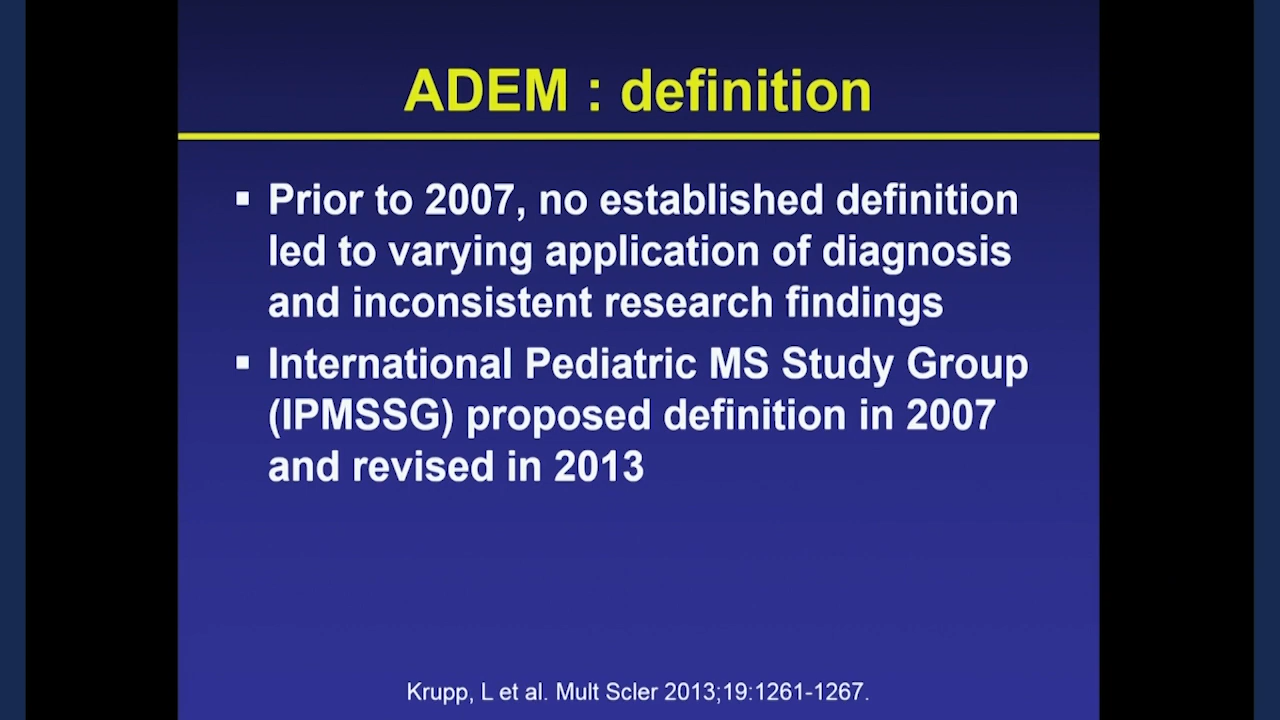 ADEM : definition
▪ Prior to 2007, no established definition
led to varying application of diagnosis
and inconsistent research findings
▪ International Pediatric MS Study Group
(IPMSSG) proposed definition in 2007
and revised in 2013
Krupp, L et al. Mult Scler 2013;19:1261-1267.